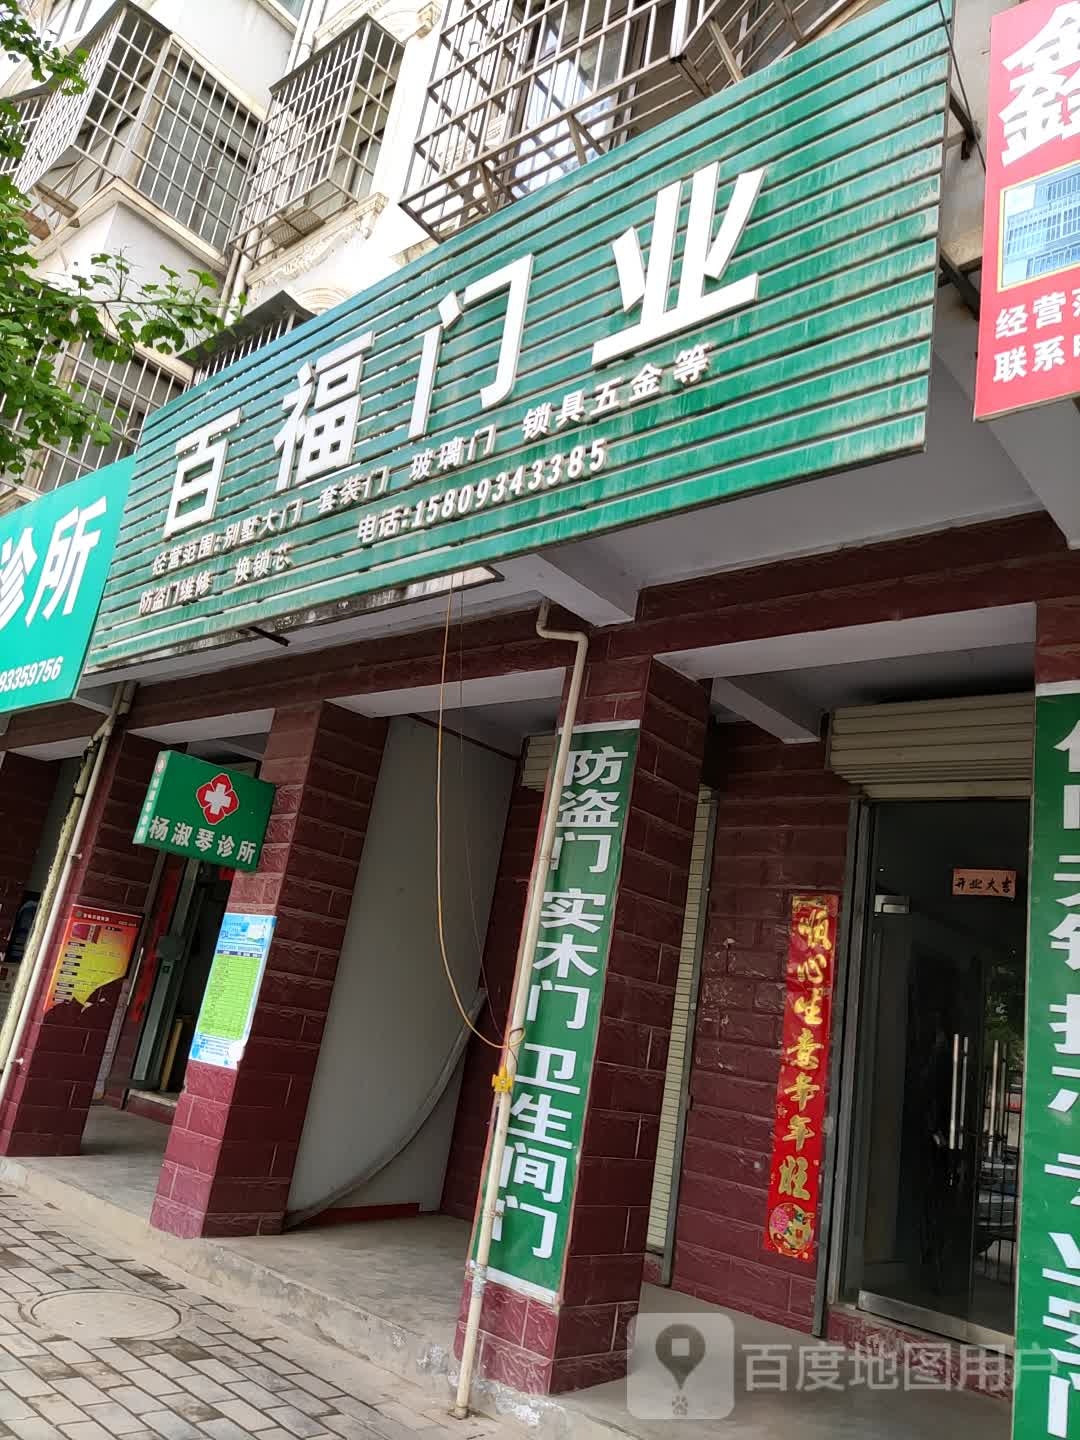 百福门业
经营范围:别墅大门 套装门 玻璃门 锁具五金等
防盗门维修 换锁芯 电话:15809343385
诊所
93359756
鑫
经营范
联系电
杨淑琴诊所
防盗门 实木门 卫生间门
开业大吉
顺心生意年年旺
百度地图用户